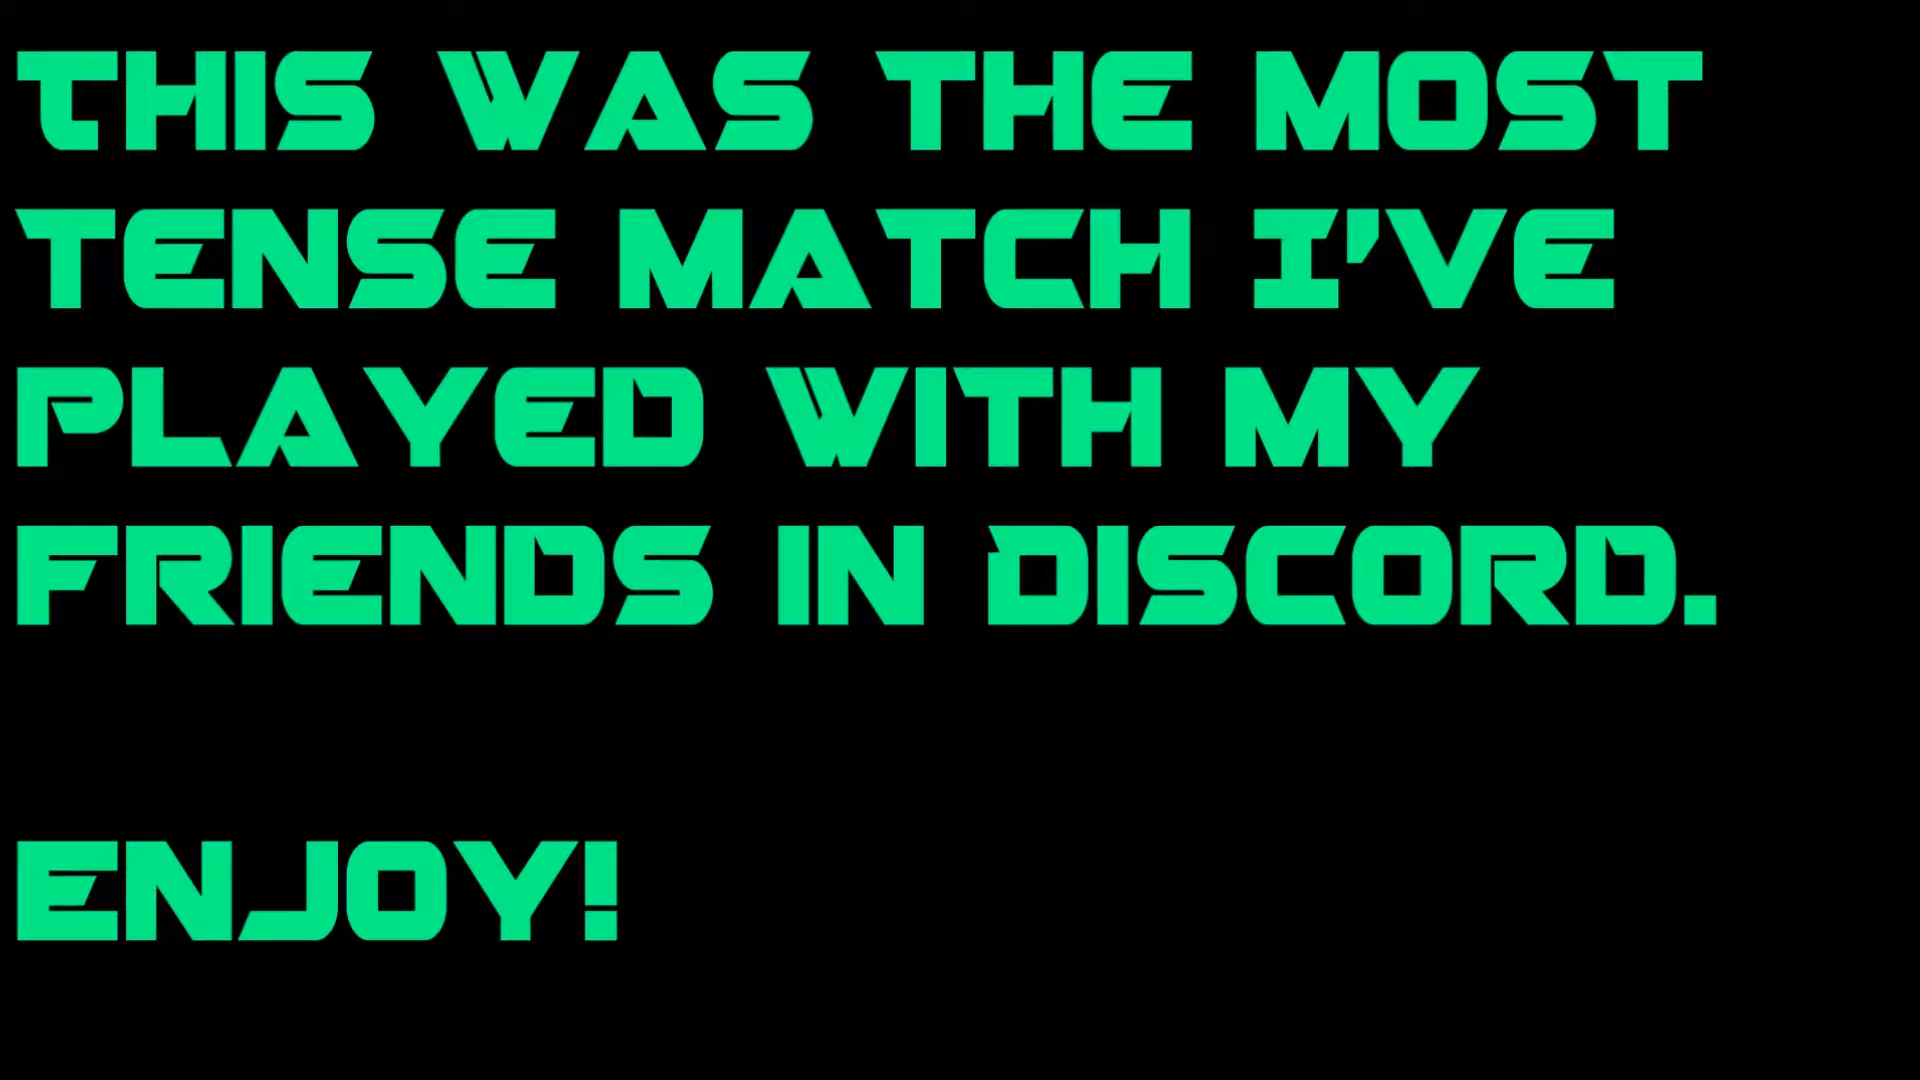 THIS WAS THE MOST
TENSE MATCH I'VE
PLAYED WITH MY
FRIENDS IN DISCORD.
ENJOY!